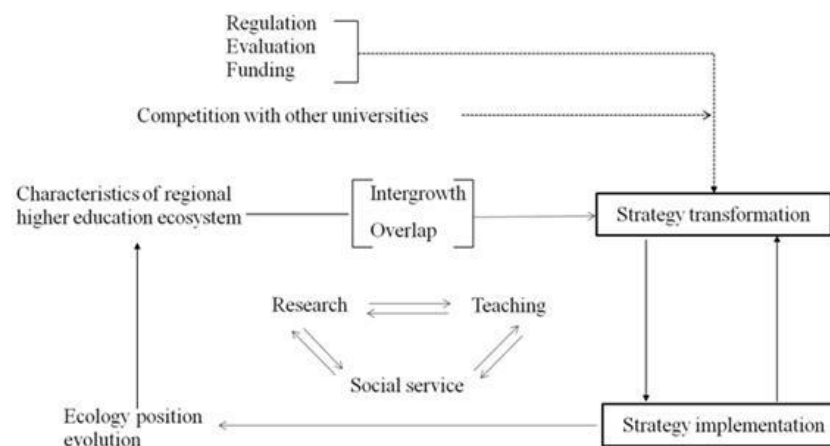 Regulation
Evaluation
Funding
Competition with other universities
Characteristics of regional
higher education ecosystem
Intergrowth
Overlap
Strategy transformation
Research
Teaching
Social service
Ecology position
evolution
Strategy implementation